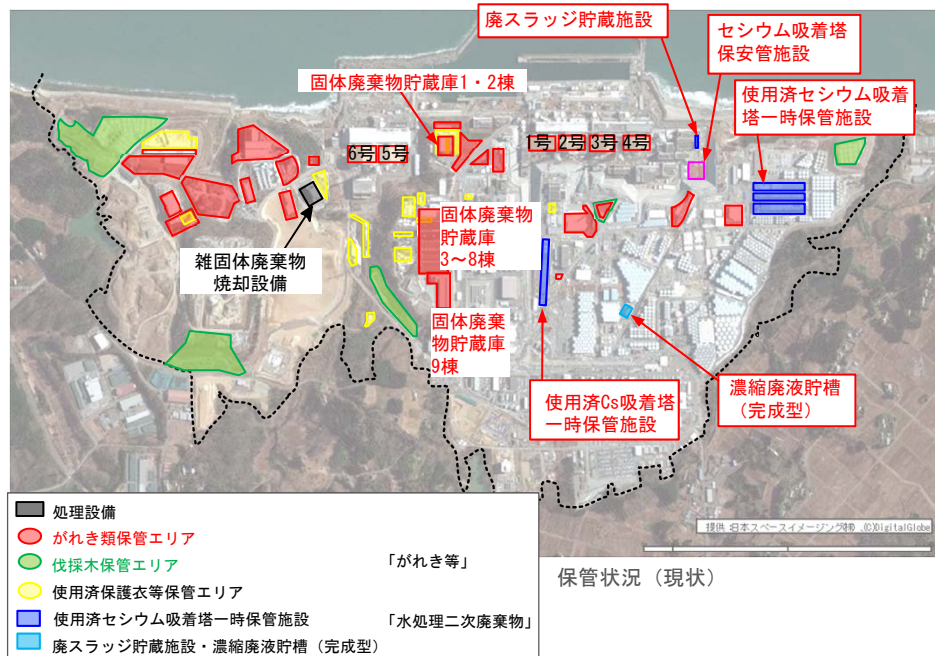 廃スラッジ貯蔵施設
セシウム吸着塔
保安管施設
固体廃棄物貯蔵庫1・2棟
使用済セシウム吸着
塔一時保管施設
6号
5号
1号
2号
3号
4号
固体廃棄物
貯蔵庫
3～8棟
雑固体廃棄物
焼却設備
固体廃棄
物貯蔵庫
9棟
使用済Cs吸着塔
一時保管施設
濃縮廃液貯槽
（完成型）
提供：日本スペースイメージング㈱、(C)DigitalGlobe
保管状況（現状）
処理設備
がれき類保管エリア
伐採木保管エリア
「がれき等」
使用済保護衣等保管エリア
使用済セシウム吸着塔一時保管施設
「水処理二次廃棄物」
廃スラッジ貯蔵施設・濃縮廃液貯槽（完成型）